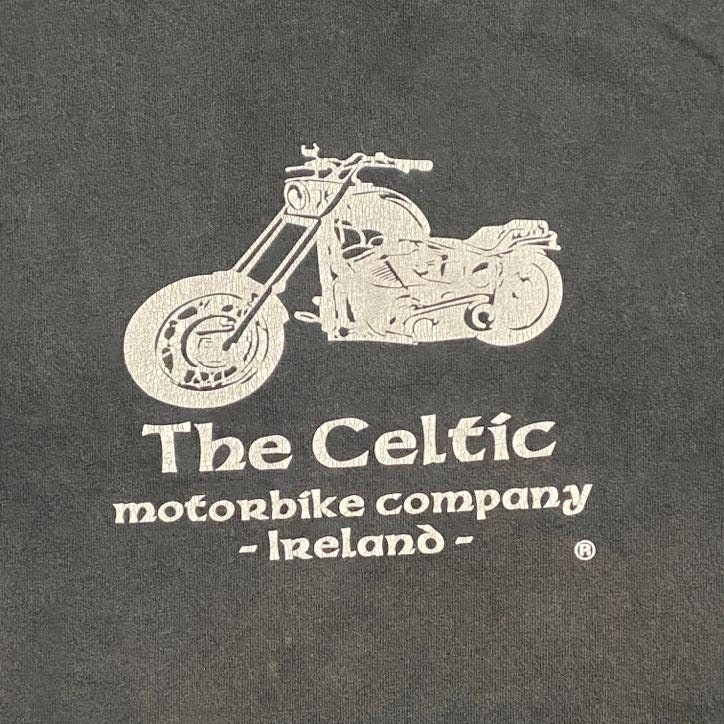 The Celtic
motorbike company
- Ireland -
®